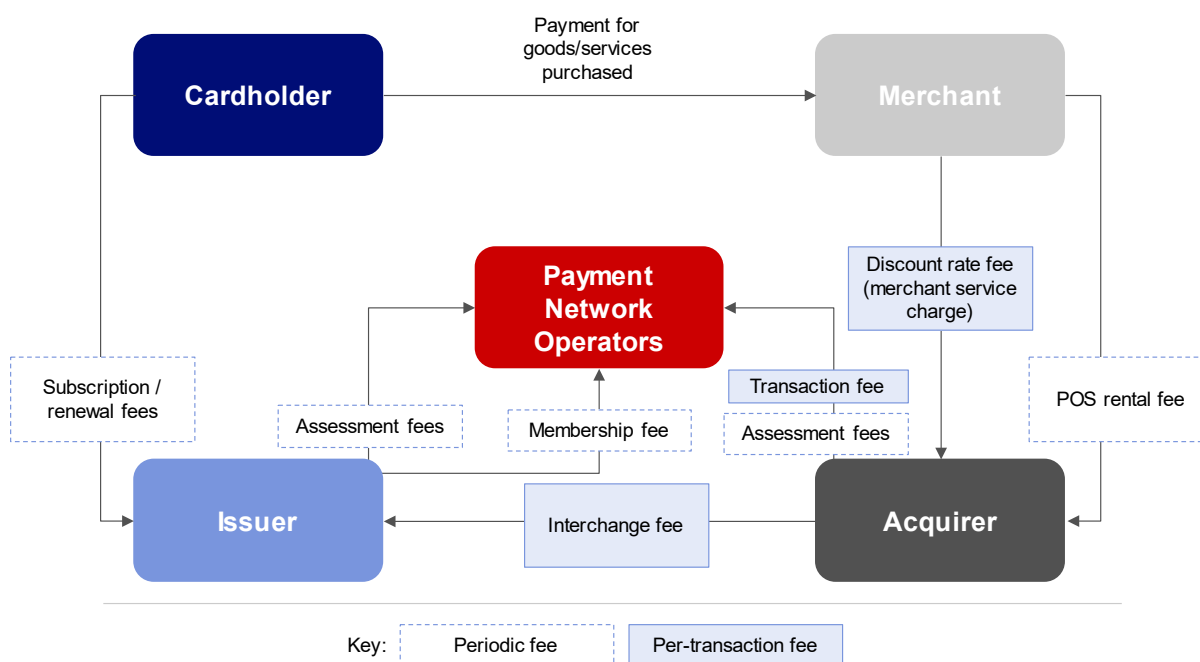 Payment for
goods/services
purchased
Cardholder
Merchant
Payment
Network
Operators
Discount rate fee
(merchant service
charge)
Subscription /
renewal fees
Transaction fee
POS rental fee
Assessment fees
Membership fee
Assessment fees
Issuer
Interchange fee
Acquirer
Key:
Periodic fee
Per-transaction fee